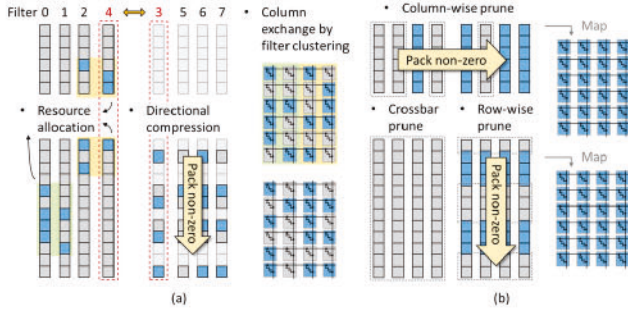 Filter 0 1 2 4 3 5 6 7
• Column
exchange by
filter clustering
• Resource
allocation
• Directional
compression
Pack non-zero
(a)
• Column-wise prune
Pack non-zero
Map
• Crossbar
prune
• Row-wise
prune
Map
Pack non-zero
(b)